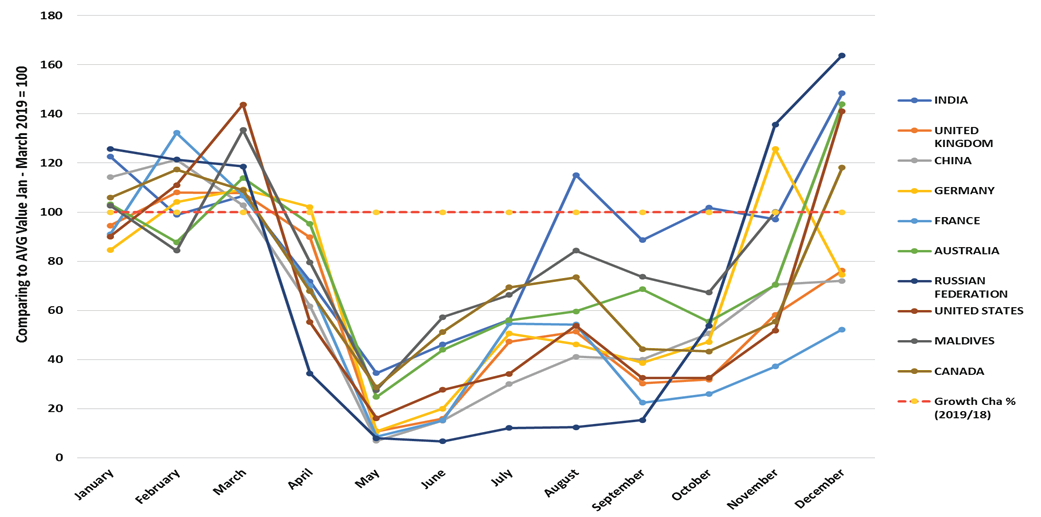 Comparing to AVG Value Jan - March 2019 = 100
180
160
140
120
100
80
60
40
20
0
January
February
March
April
May
June
July
August
September
October
November
December
INDIA
UNITED
KINGDOM
CHINA
GERMANY
FRANCE
AUSTRALIA
RUSSIAN
FEDERATION
UNITED STATES
MALDIVES
CANADA
Growth Cha %
(2019/18)